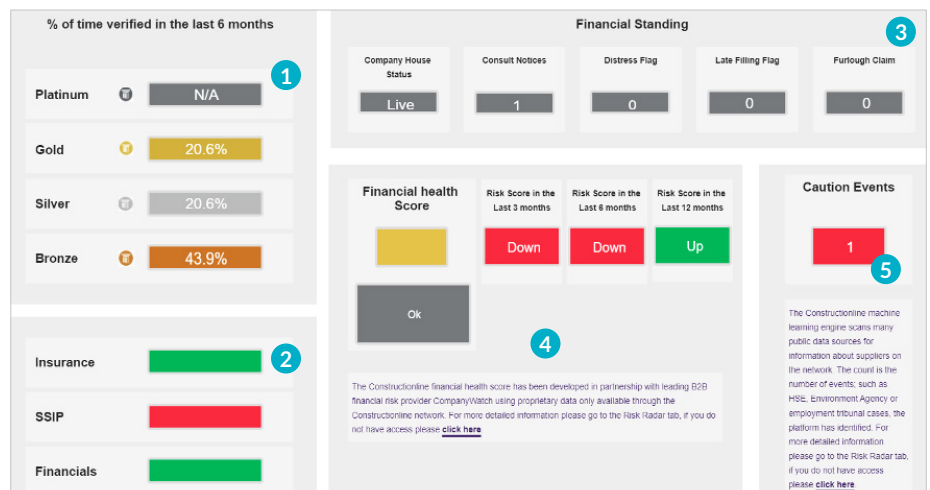 % of time verified in the last 6 months
1
Platinum
N/A
Gold
20.6%
Silver
20.6%
Bronze
43.9%
2
Insurance
SSIP
Financials
Financial Standing
3
Company House
Status
Live
Consult Notices
1
Distress Flag
0
Late Filling Flag
0
Furlough Claim
0
Financial health
Score
Ok
Risk Score in the
Last 3 months
Down
Risk Score in the
Last 6 months
Down
Risk Score in the
Last 12 months
Up
4
The Constructionline financial health score has been developed in partnership with leading B2B
financial risk provider CompanyWatch using proprietary data only available through the
Constructionline network. For more detailed information please go to the Risk Radar tab, if you do
not have access please click here.
Caution Events
1
5
The Constructionline machine
learning engine scans many
public data sources for
information about suppliers on
the network. The count is the
number of events; such as
HSE, Environment Agency or
employment tribunal cases, the
platform has identified. For
more detailed information
please go to the Risk Radar tab,
if you do not have access
please click here.